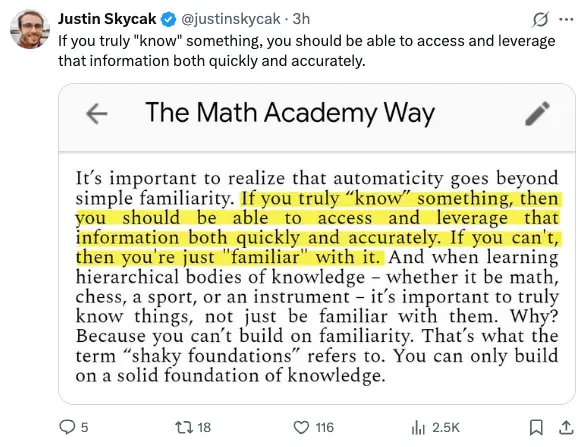 Justin Skycak @justinskycak · 3h
If you truly "know" something, you should be able to access and leverage
that information both quickly and accurately.
The Math Academy Way
It’s important to realize that automaticity goes beyond
simple familiarity. If you truly “know” something, then
you should be able to access and leverage that
information both quickly and accurately. If you can't,
then you're just "familiar" with it. And when learning
hierarchical bodies of knowledge – whether it be math,
chess, a sport, or an instrument – it’s important to truly
know things, not just be familiar with them. Why?
Because you can’t build on familiarity. That’s what the
term “shaky foundations” refers to. You can only build
on a solid foundation of knowledge.
5 18 116 2.5K